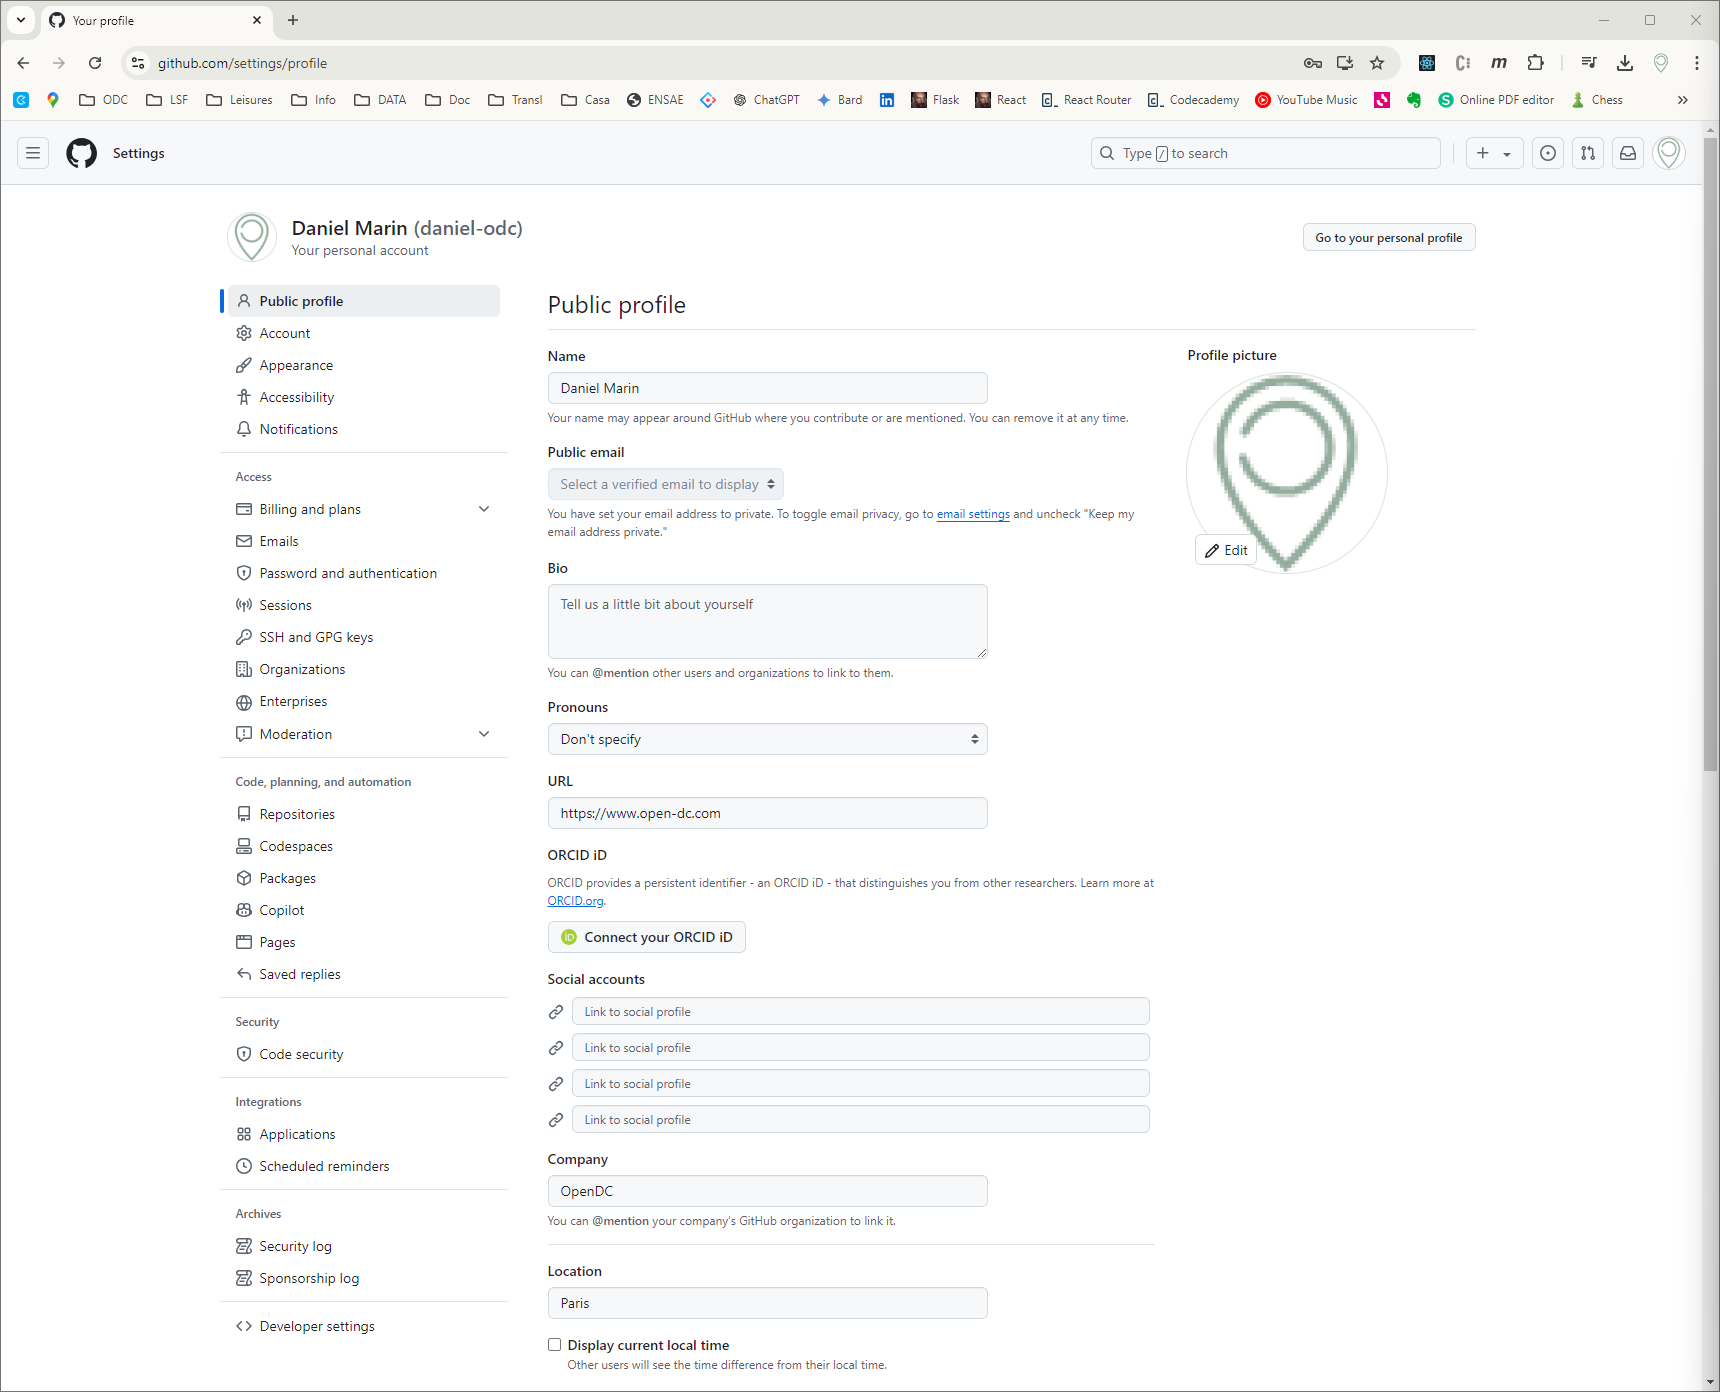 Your profile
github.com/settings/profile
ODC LSF Leisures Info DATA Doc Transl Casa ENSAE ChatGPT Bard Flask React React Router Codecademy YouTube Music Online PDF editor Chess
Settings
Type / to search
Daniel Marin (daniel-odc)
Your personal account
Go to your personal profile
Public profile
Account
Appearance
Accessibility
Notifications
Access
Billing and plans
Emails
Password and authentication
Sessions
SSH and GPG keys
Organizations
Enterprises
Moderation
Code, planning, and automation
Repositories
Codespaces
Packages
Copilot
Pages
Saved replies
Security
Code security
Integrations
Applications
Scheduled reminders
Archives
Security log
Sponsorship log
Developer settings
Public profile
Name
Daniel Marin
Your name may appear around GitHub where you contribute or are mentioned. You can remove it at any time.
Public email
Select a verified email to display
You have set your email address to private. To toggle email privacy, go to email settings and uncheck "Keep my
email address private."
Bio
Tell us a little bit about yourself
You can @mention other users and organizations to link to them.
Pronouns
Don't specify
URL
https://www.open-dc.com
ORCID iD
ORCID provides a persistent identifier - an ORCID iD - that distinguishes you from other researchers. Learn more at
ORCID.org.
iD Connect your ORCID iD
Social accounts
Link to social profile
Link to social profile
Link to social profile
Link to social profile
Company
OpenDC
You can @mention your company's GitHub organization to link it.
Location
Paris
Display current local time
Other users will see the time difference from their local time.
Profile picture
Edit